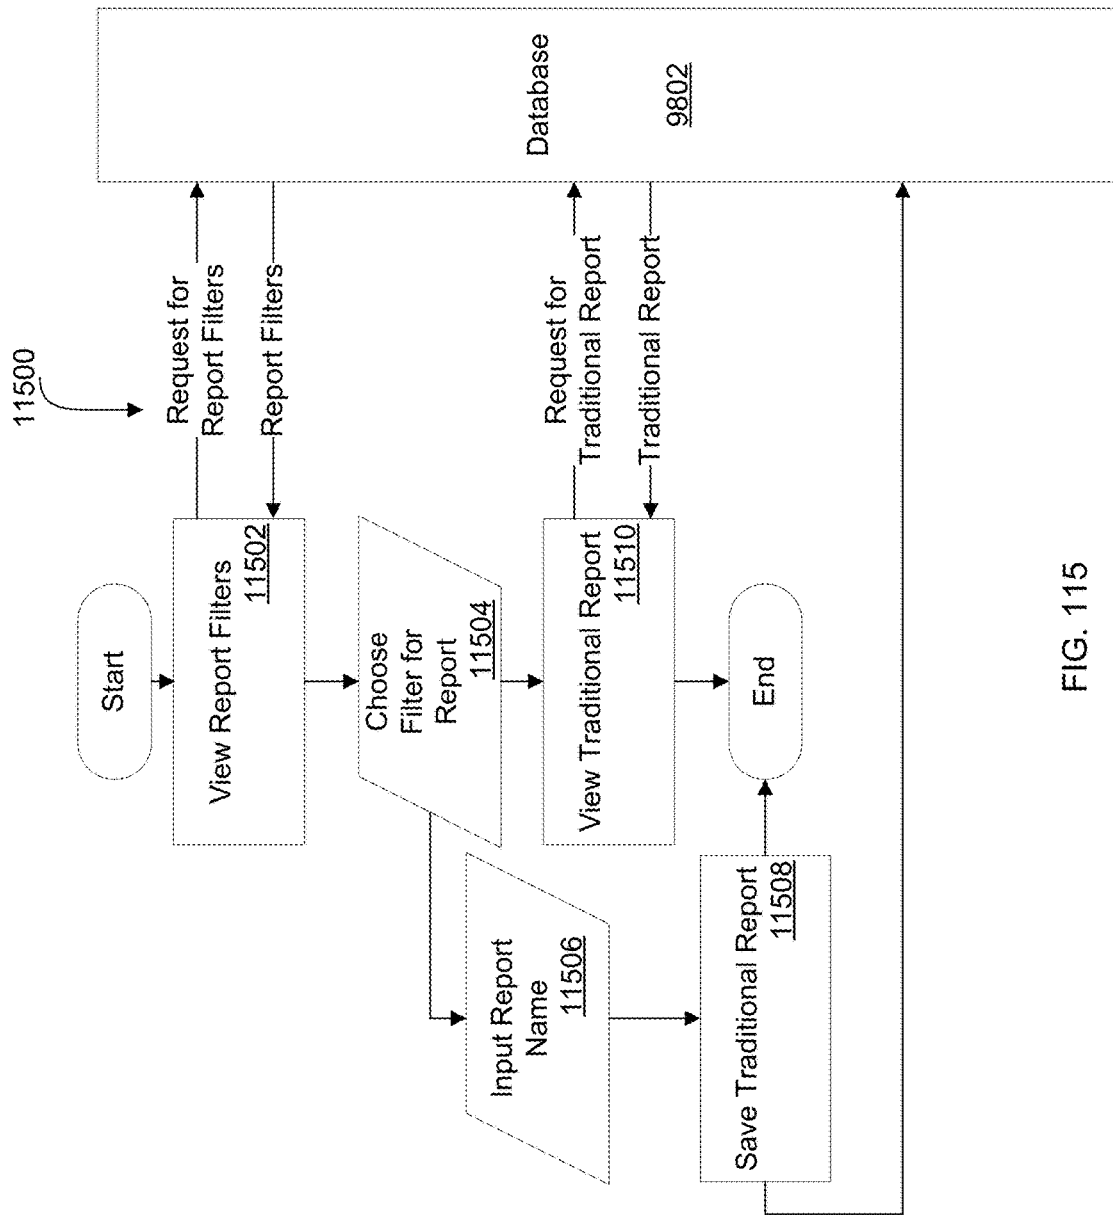 11500
Start
View Report Filters
11502
Request for
Report Filters
Report Filters
Database
9802
Choose
Filter for
Report
11504
Input Report
Name
11506
View Traditional Report
11510
Request for
Traditional Report
Traditional Report
Save Traditional Report
11508
End
FIG. 115